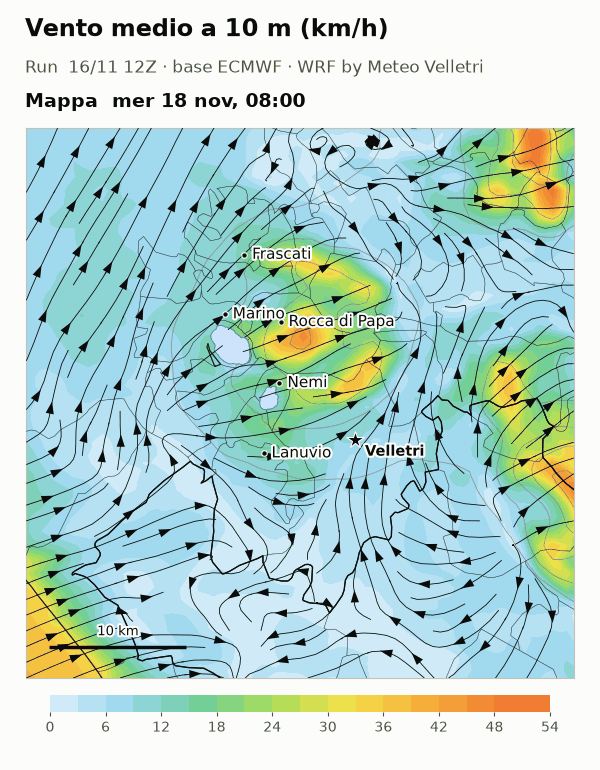 Vento medio a 10 m (km/h)
Run  16/11 12Z · base ECMWF · WRF by Meteo Velletri
Mappa  mer 18 nov, 08:00
Frascati
Marino
Rocca di Papa
Nemi
Lanuvio
Velletri
10 km
0 6 12 18 24 30 36 42 48 54